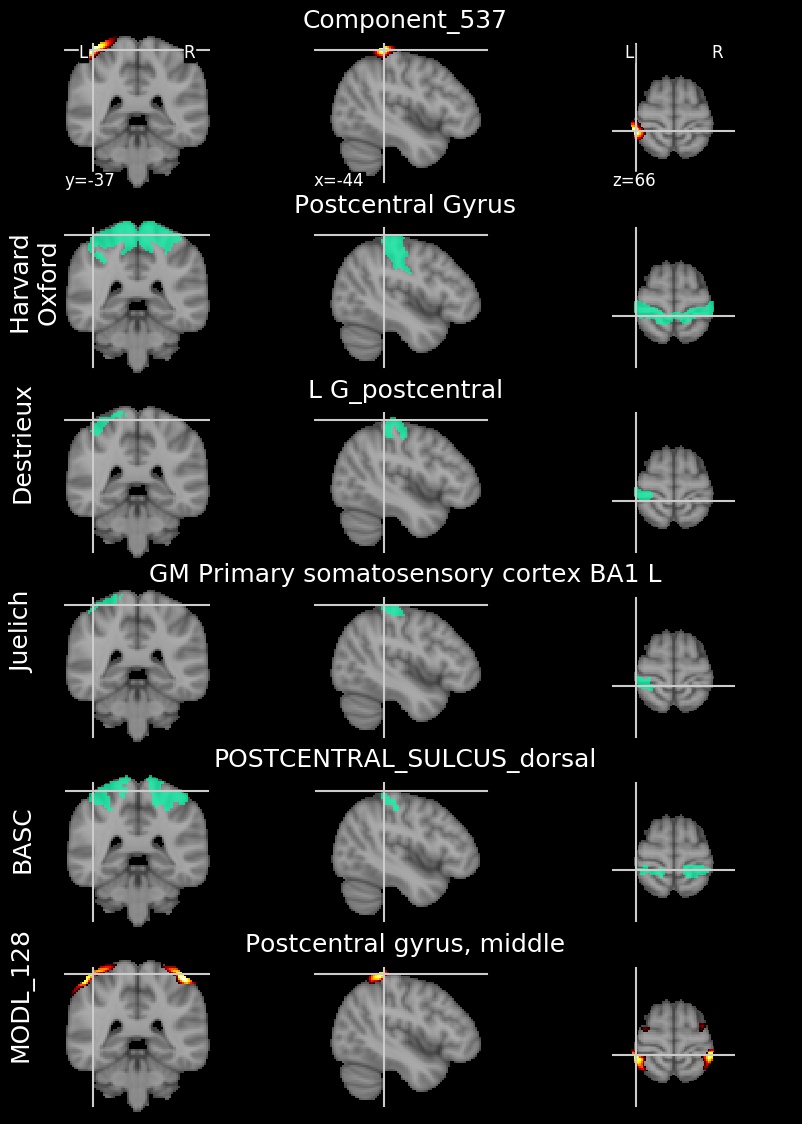 Component_537
L R
L R
y=-37
x=-44
z=66
Postcentral Gyrus
Harvard
Oxford
L G_postcentral
Destrieux
GM Primary somatosensory cortex BA1 L
Juelich
POSTCENTRAL_SULCUS_dorsal
BASC
Postcentral gyrus, middle
MODL_128